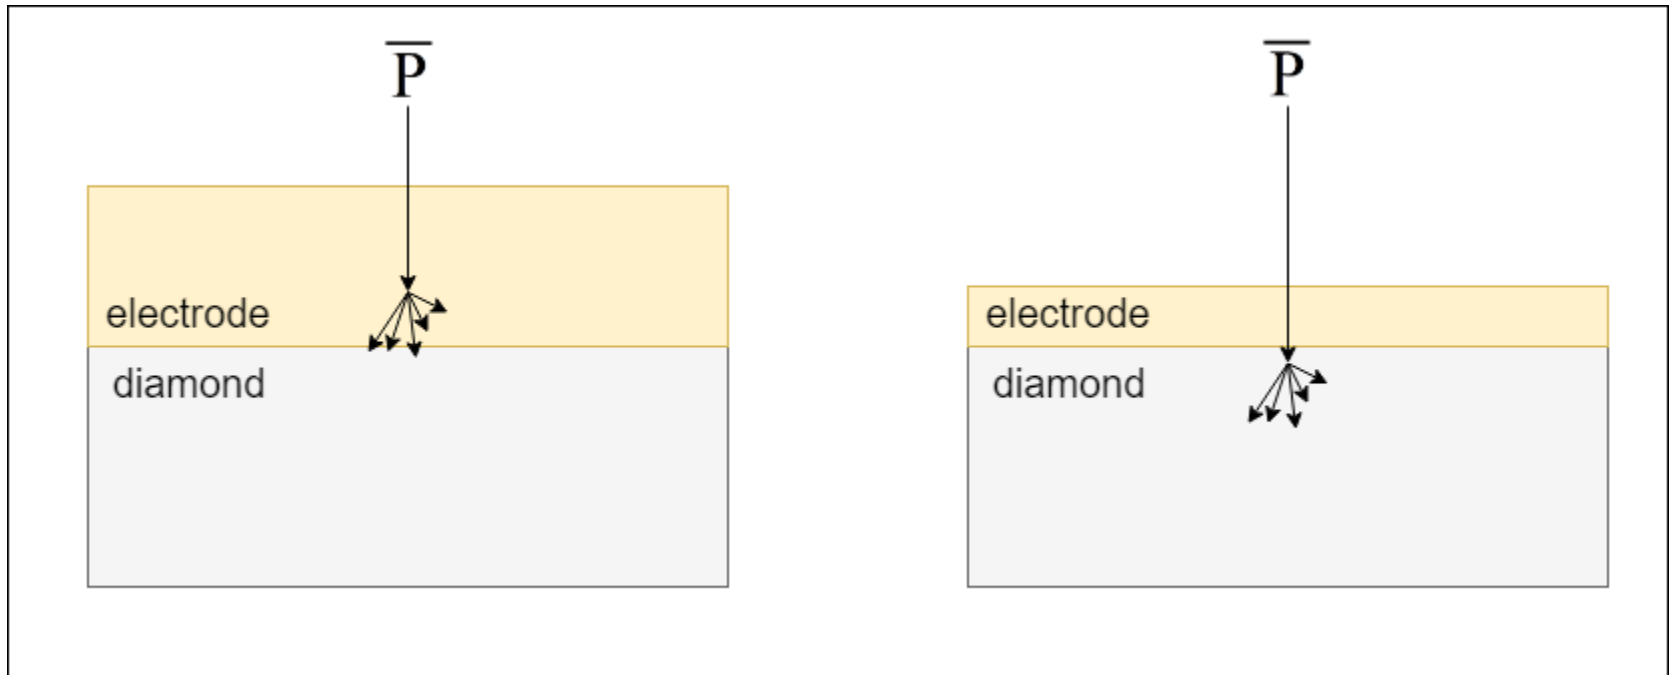 P̅
electrode
diamond
P̅
electrode
diamond